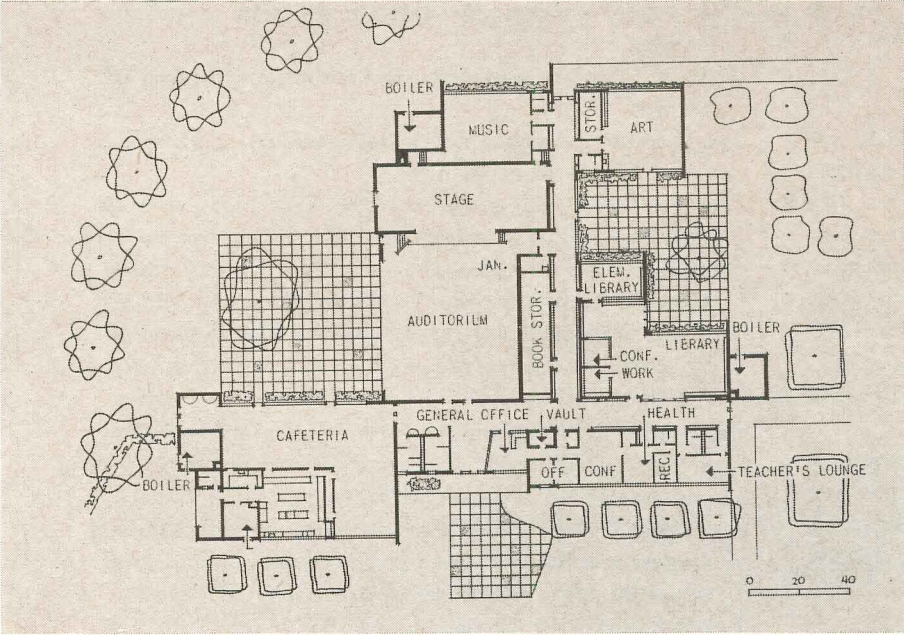 BOILER
MUSIC
STOR.
ART
STAGE
JAN.
ELEM.
LIBRARY
AUDITORIUM
BOOK STOR.
BOILER
LIBRARY
CONF.
WORK
GENERAL OFFICE
VAULT
HEALTH
CAFETERIA
BOILER
OFF
CONF
REC
TEACHER'S LOUNGE
0 20 40